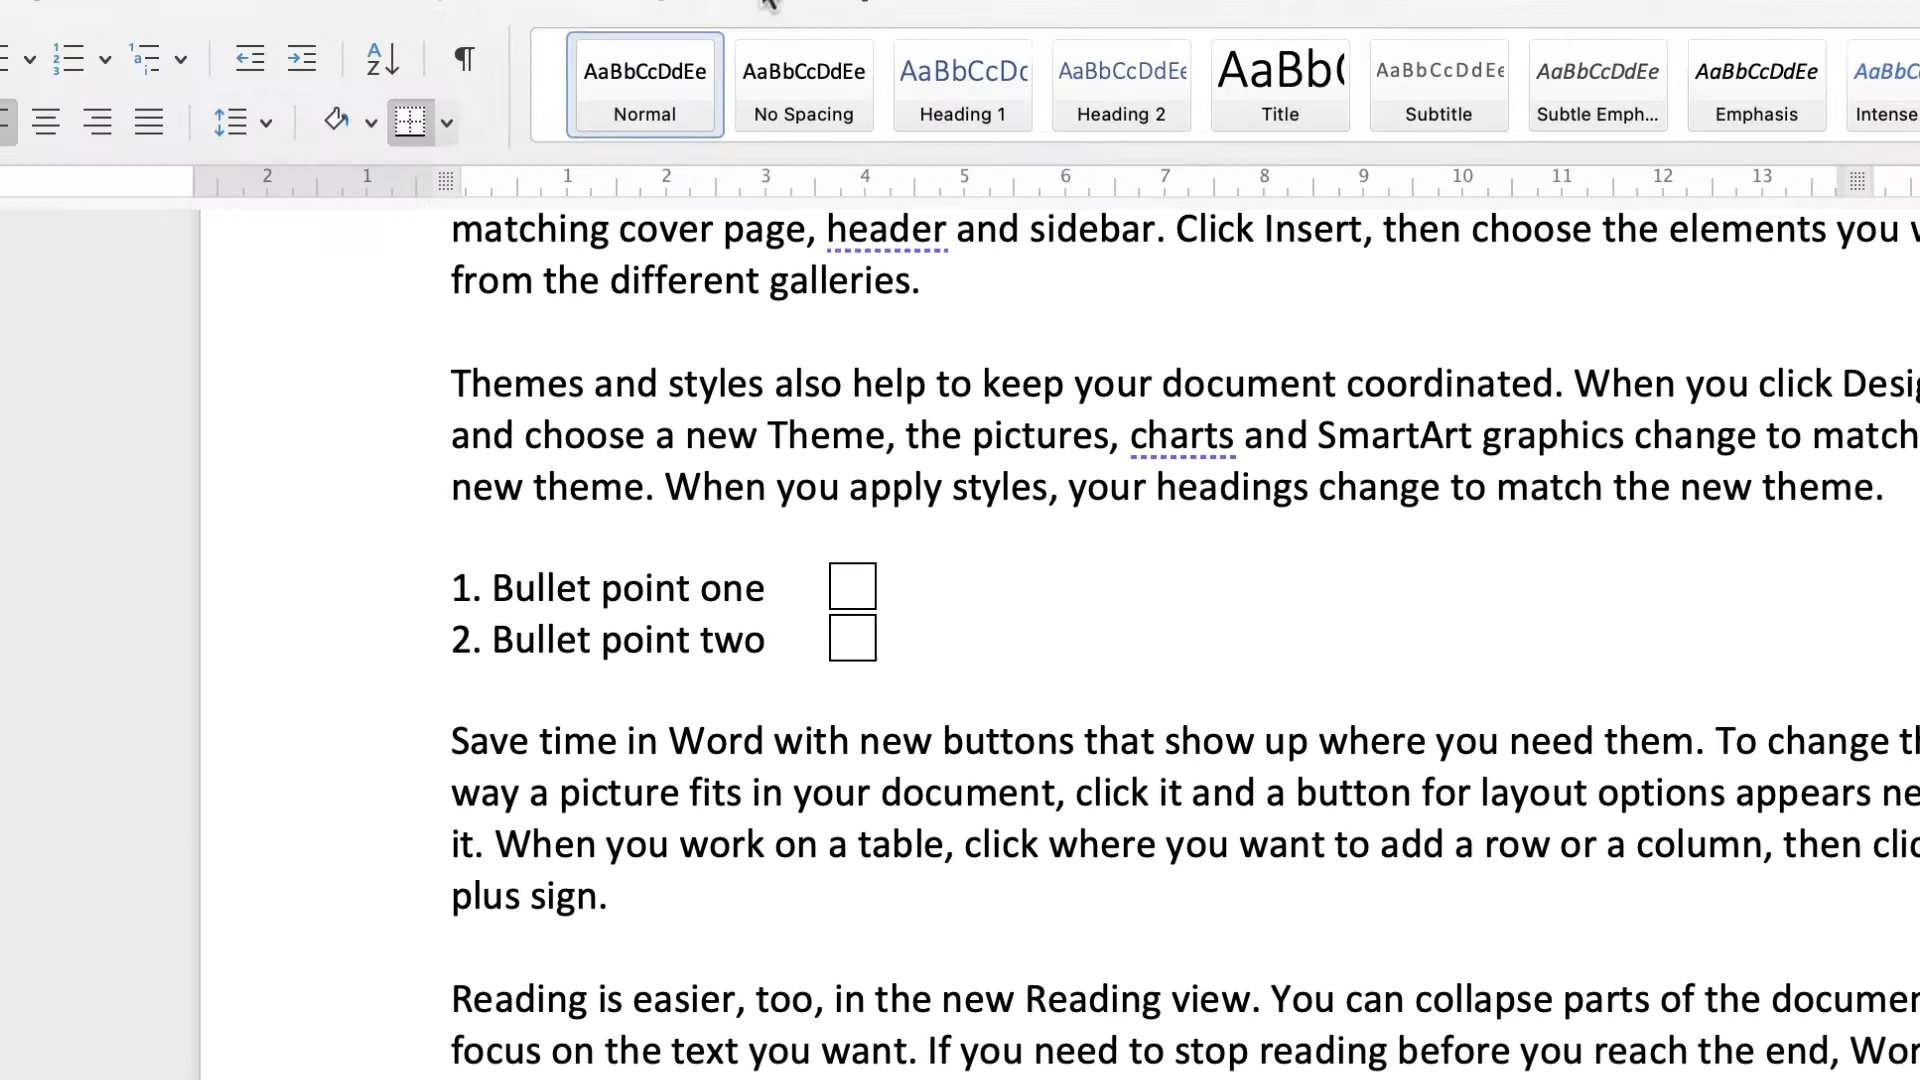 AaBbCcDdEe
Normal
AaBbCcDdEe
No Spacing
AaBbCcDc
Heading 1
AaBbCcDdEe
Heading 2
AaBb(
Title
AaBbCcDdEe
Subtitle
AaBbCcDdEe
Subtle Emph...
AaBbCcDdEe
Emphasis
AaBbC
Intense
2 1 1 2 3 4 5 6 7 8 9 10 11 12 13
matching cover page, header and sidebar. Click Insert, then choose the elements you
from the different galleries.
Themes and styles also help to keep your document coordinated. When you click Desig
and choose a new Theme, the pictures, charts and SmartArt graphics change to match
new theme. When you apply styles, your headings change to match the new theme.
1. Bullet point one
2. Bullet point two
Save time in Word with new buttons that show up where you need them. To change th
way a picture fits in your document, click it and a button for layout options appears ne
it. When you work on a table, click where you want to add a row or a column, then clic
plus sign.
Reading is easier, too, in the new Reading view. You can collapse parts of the documen
focus on the text you want. If you need to stop reading before you reach the end, Wor